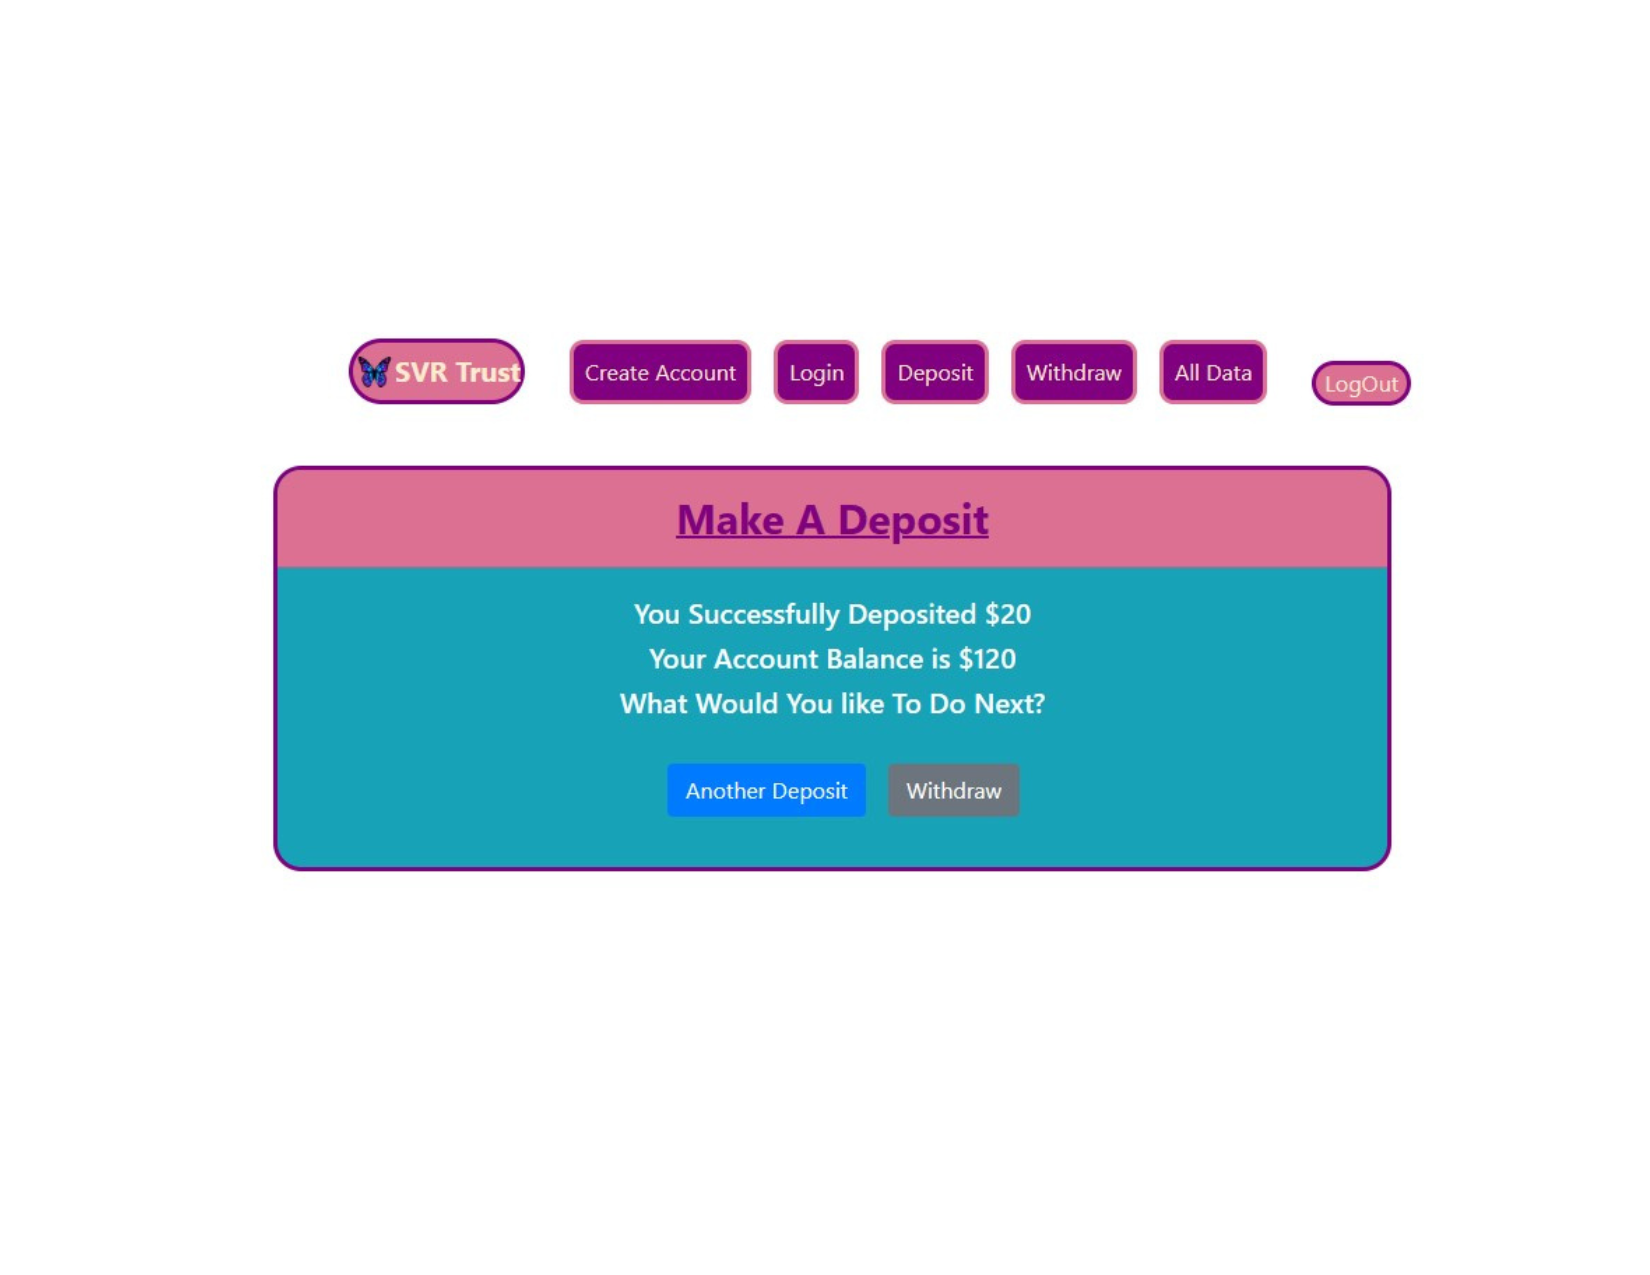 SVR Trust Create Account Login Deposit Withdraw All Data LogOut
Make A Deposit
You Successfully Deposited $20
Your Account Balance is $120
What Would You like To Do Next?
Another Deposit Withdraw